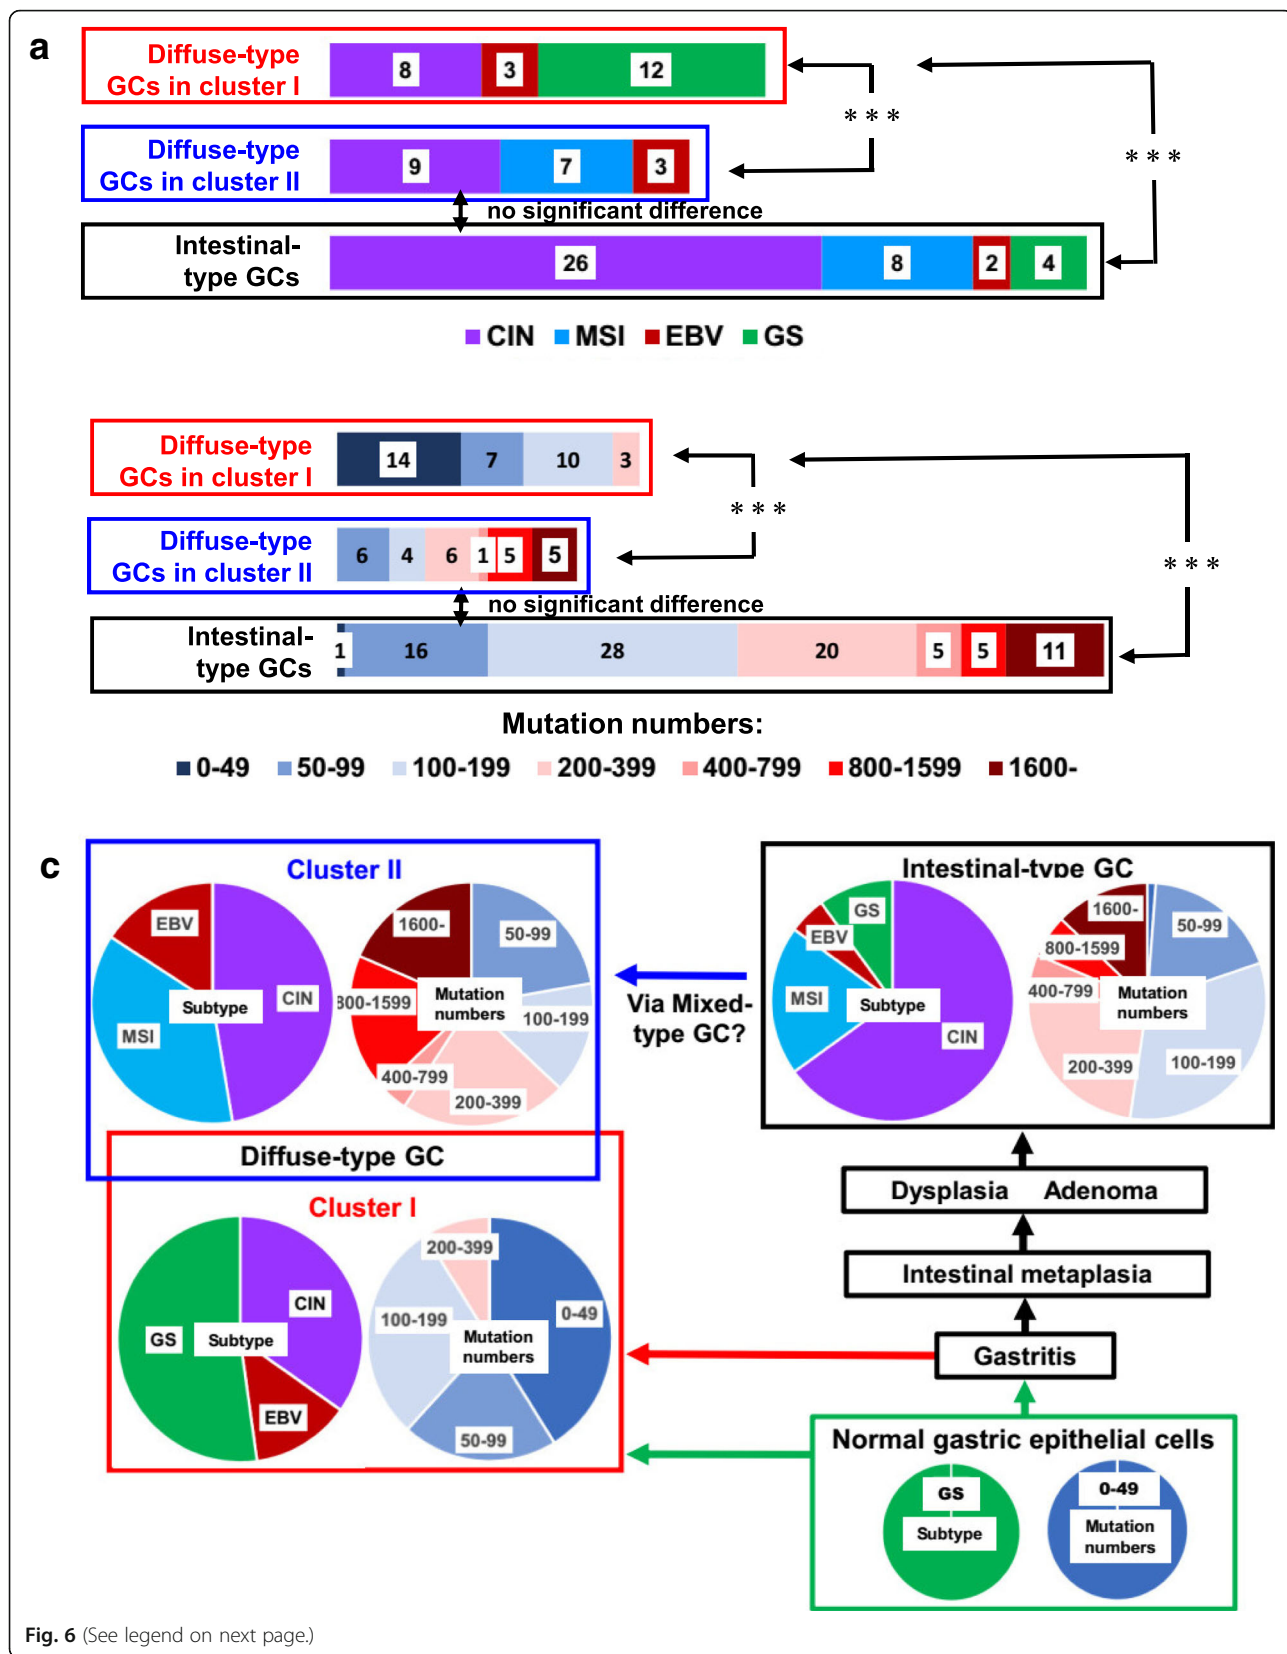 a
Diffuse-type
GCs in cluster I
8 3 12
***
***
Diffuse-type
GCs in cluster II
9 7 3
no significant difference
Intestinal-
type GCs
26 8 2 4
CIN MSI EBV GS
Diffuse-type
GCs in cluster I
14 7 10 3
***
***
Diffuse-type
GCs in cluster II
6 4 6 1 5 5
no significant difference
Intestinal-
type GCs
1 16 28 20 5 5 11
Mutation numbers:
0-49 50-99 100-199 200-399 400-799 800-1599 1600-
c
Cluster II
EBV
CIN
MSI
Subtype
1600-
50-99
800-1599
Mutation
numbers
100-199
400-799
200-399
Via Mixed-
type GC?
Intestinal-type GC
GS
EBV
MSI
Subtype
CIN
1600-
50-99
800-1599
400-799
Mutation
numbers
200-399
100-199
Diffuse-type GC
Cluster I
CIN
GS
Subtype
EBV
200-399
0-49
100-199
Mutation
numbers
50-99
Dysplasia Adenoma
Intestinal metaplasia
Gastritis
Normal gastric epithelial cells
GS
Subtype
0-49
Mutation
numbers
Fig. 6 (See legend on next page.)